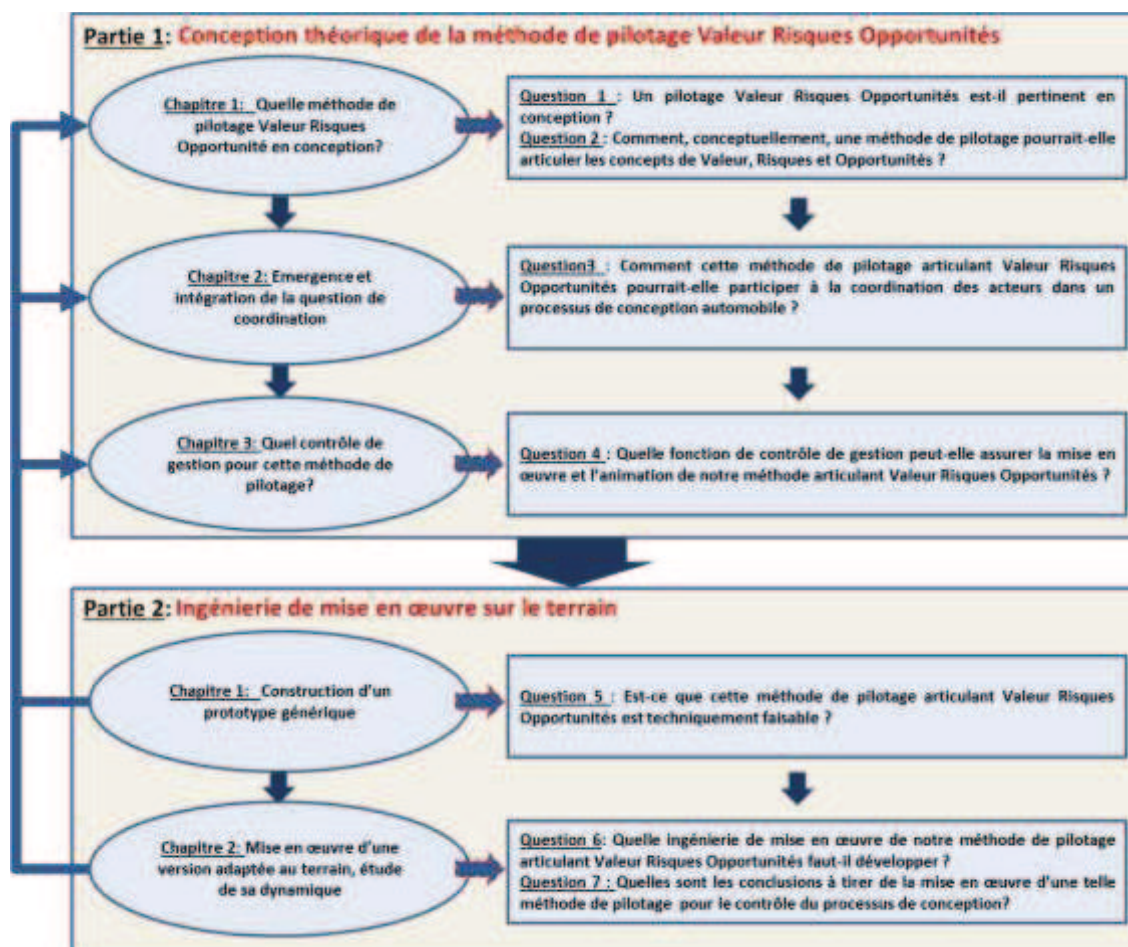 Partie 1: Conception théorique de la méthode de pilotage Valeur Risques Opportunités
Chapitre 1: Quelle méthode de
pilotage Valeur Risques
Opportunité en conception?
Question 1 : Un pilotage Valeur Risques Opportunités est-il pertinent en
conception ?
Question 2 : Comment, conceptuellement, une méthode de pilotage pourrait-elle
articuler les concepts de Valeur, Risques et Opportunités ?
Chapitre 2: Emergence et
intégration de la question de
coordination
Question3 : Comment cette méthode de pilotage articulant Valeur Risques
Opportunités pourrait-elle participer à la coordination des acteurs dans un
processus de conception automobile ?
Chapitre 3: Quel contrôle de
gestion pour cette méthode de
pilotage?
Question 4 : Quelle fonction de contrôle de gestion peut-elle assurer la mise en
œuvre et l'animation de notre méthode articulant Valeur Risques Opportunités ?
Partie 2: Ingénierie de mise en œuvre sur le terrain
Chapitre 1: Construction d'un
prototype générique
Question 5 : Est-ce que cette méthode de pilotage articulant Valeur Risques
Opportunités est techniquement faisable ?
Chapitre 2: Mise en œuvre d'une
version adaptée au terrain, étude
de sa dynamique
Question 6: Quelle ingénierie de mise en œuvre de notre méthode de pilotage
articulant Valeur Risques Opportunités faut-il développer ?
Question 7 : Quelles sont les conclusions à tirer de la mise en œuvre d'une telle
méthode de pilotage pour le contrôle du processus de conception?